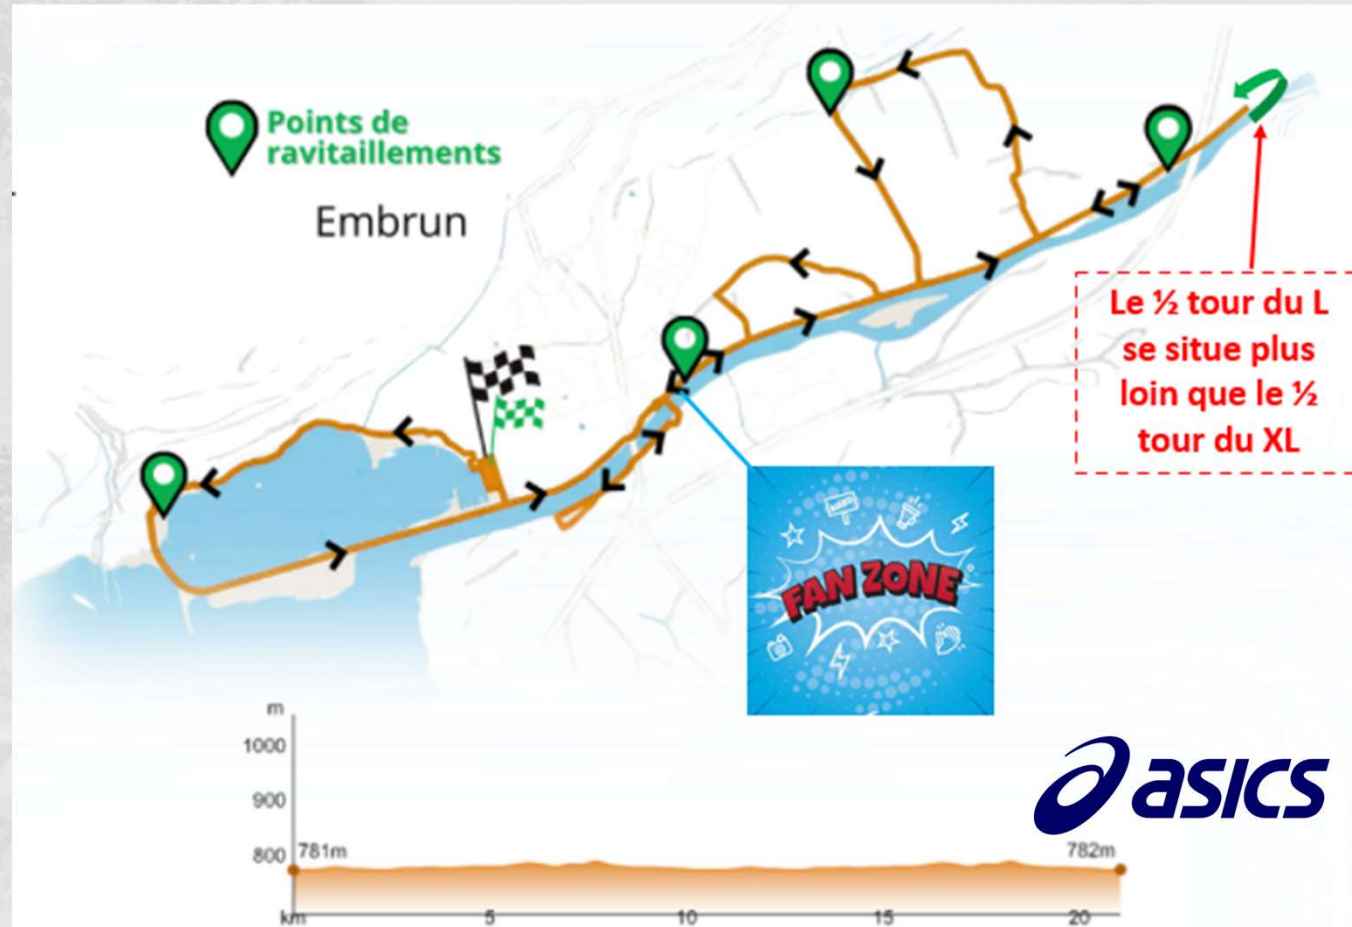 Points de
ravitaillements
Embrun
Le ½ tour du L
se situe plus
loin que le ½
tour du XL
FAN ZONE
m
1000
900
800
781m
782m
asics
km
5
10
15
20